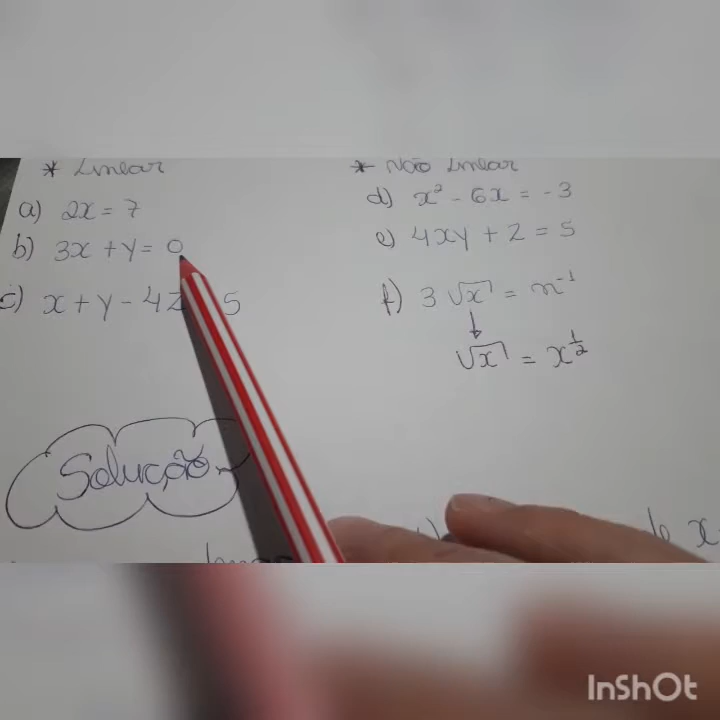 * Linear
a) 2x = 7
b) 3x + y = 0
c) x + y - 4z 5
* Não Linear
d) x² - 6x = -3
e) 4xy + z = 5
f) 3 √x = n⁻¹
↓
√x = x^½
Solução
de x
InShOt